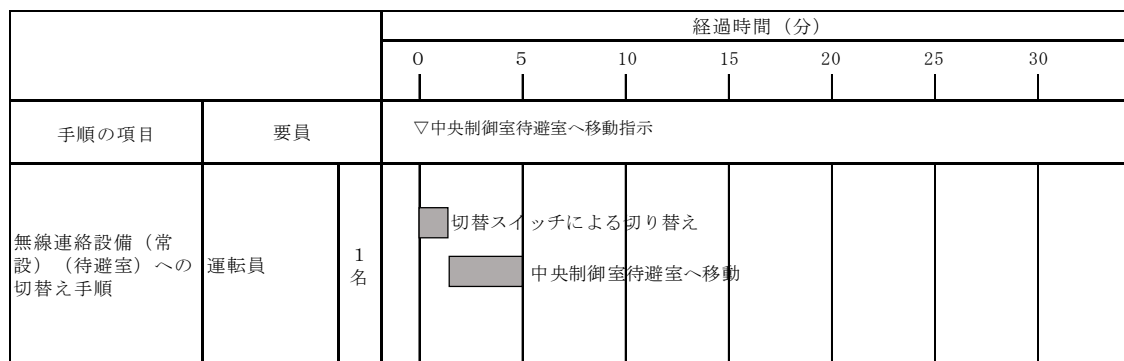 経過時間（分）
0 5 10 15 20 25 30
手順の項目 要員 ▽中央制御室待避室へ移動指示
切替スイッチによる切り替え
無線連絡設備（常
設）（待避室）への
切替え手順
運転員
1
名
中央制御室待避室へ移動